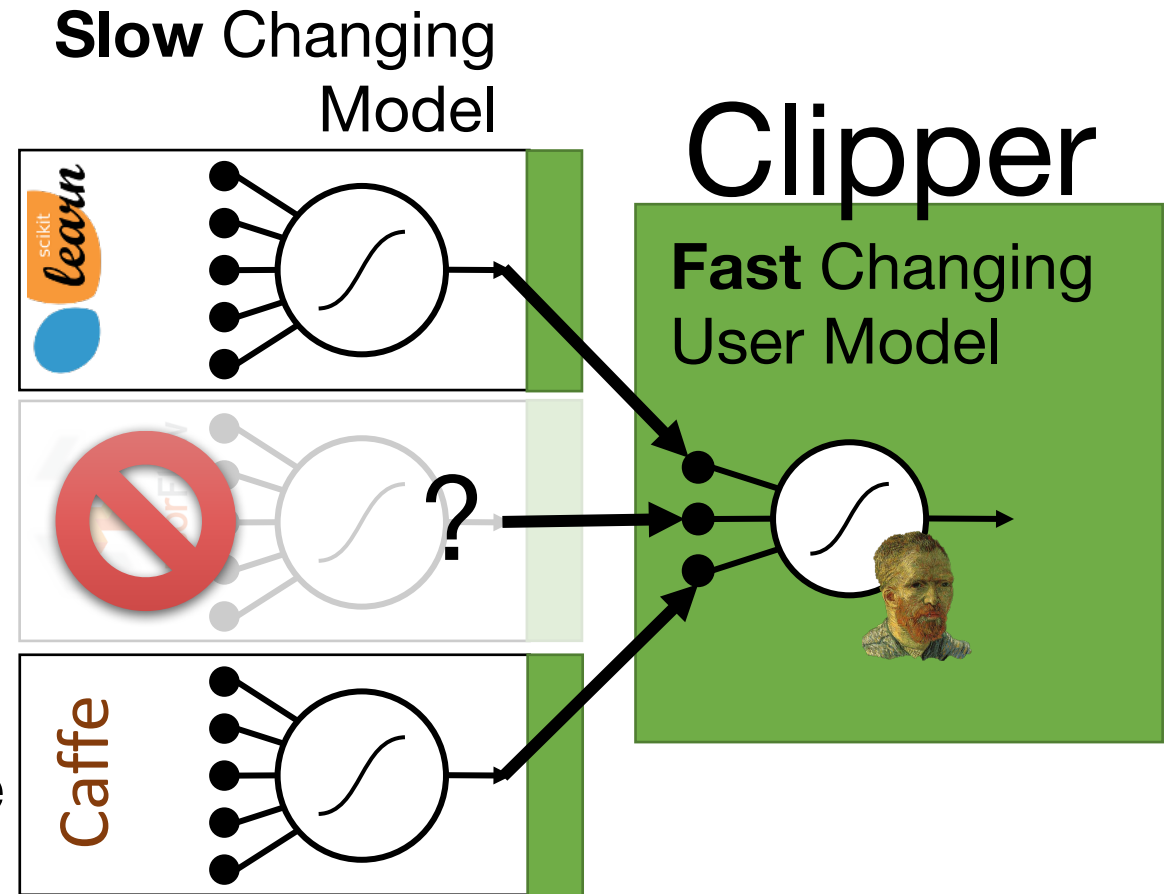 Slow Changing
Model
Clipper
scikit
learn
Fast Changing
User Model
?
Caffe